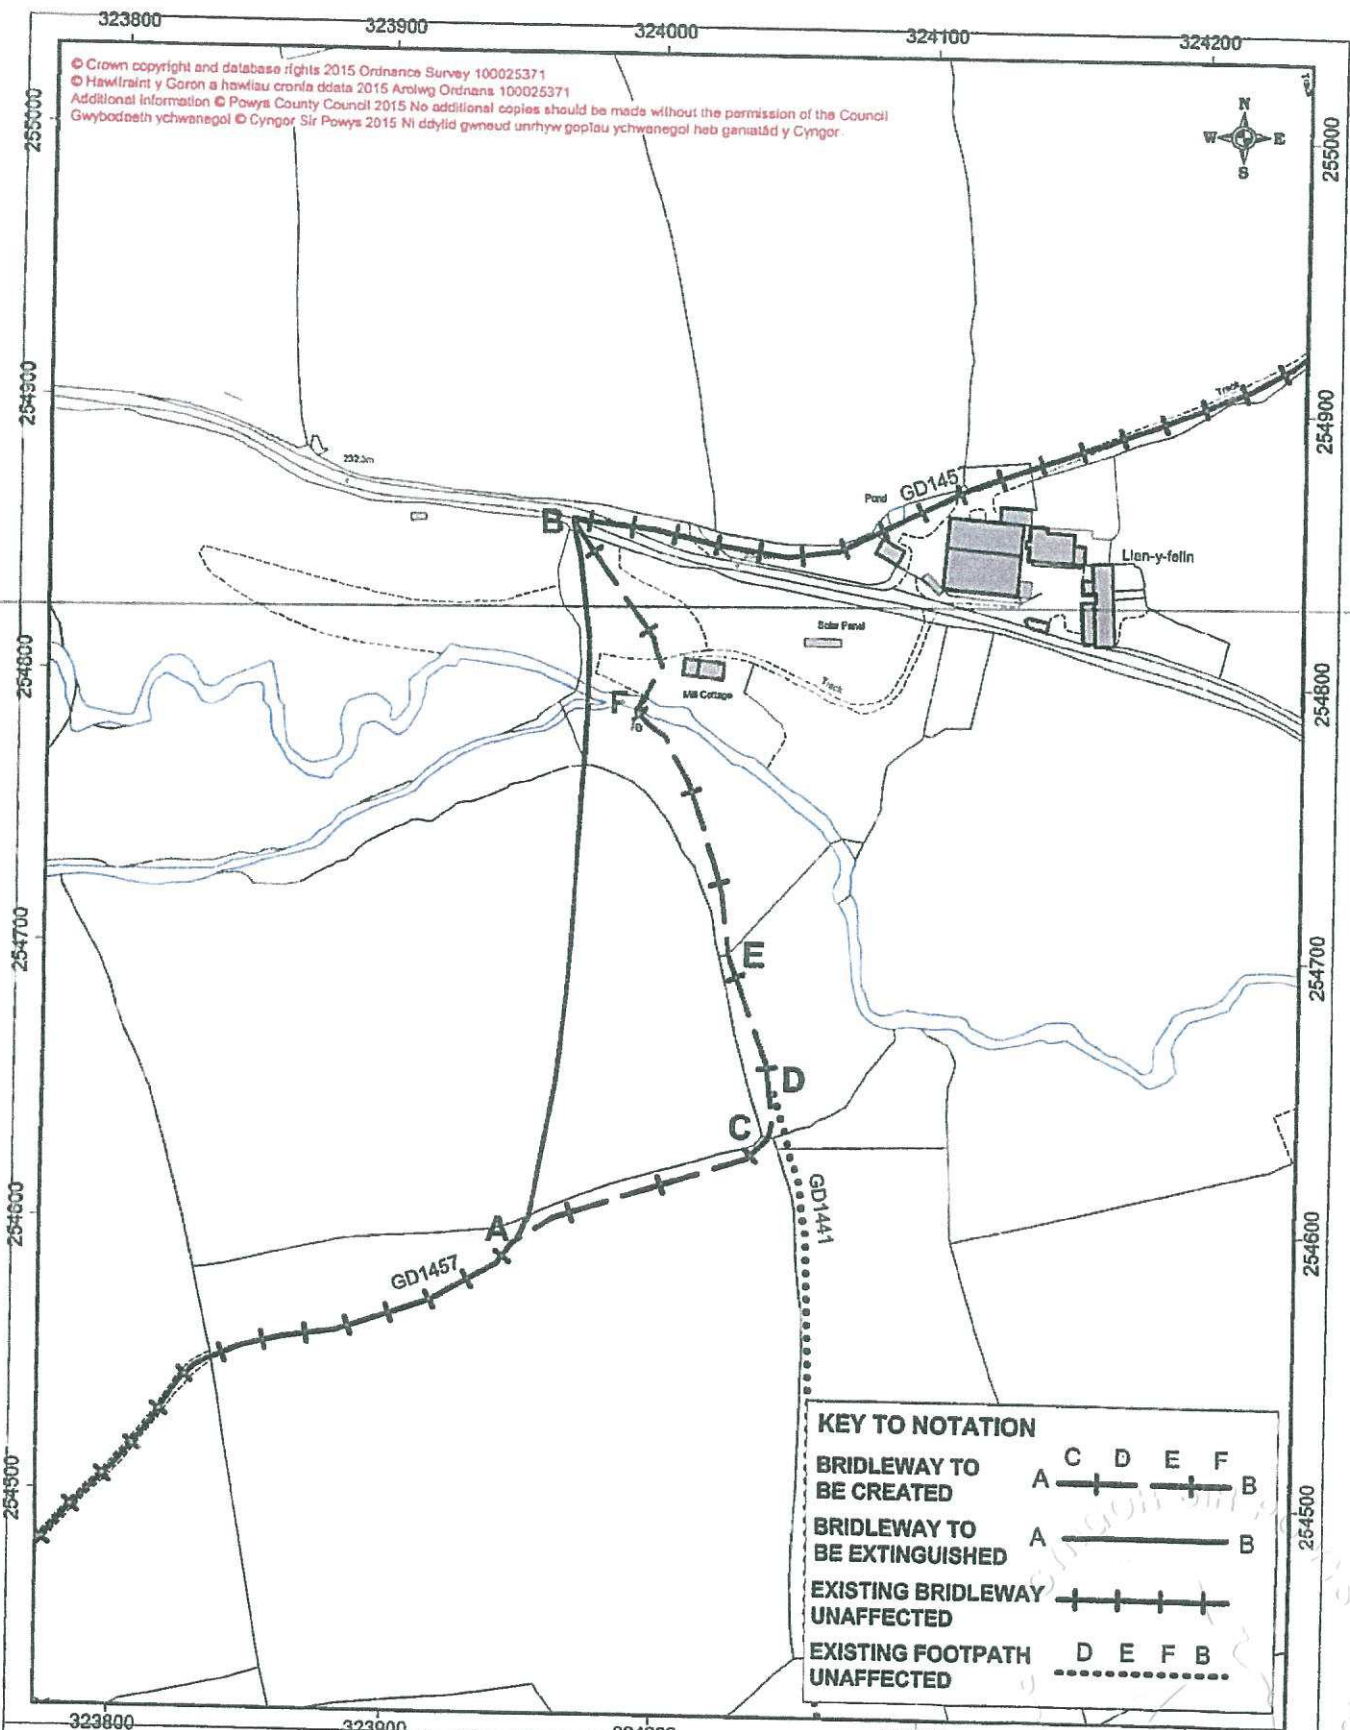 323800 323900 324000 324100 324200
© Crown copyright and database rights 2015 Ordnance Survey 100025371
© Hawlfraint y Goron a hawliau cronfa ddata 2015 Arolwg Ordnans 100025371
Additional Information © Powys County Council 2015 No additional copies should be made without the permission of the Council
Gwybodaeth ychwanegol © Cyngor Sir Powys 2015 Ni ddylid gwneud unrhyw gopïau ychwanegol heb ganiatâd y Cyngor
N
W E
S
255000 255000
254900 254900
Track
232.3m
Pond
GD145
B
Llan-y-felin
Solar Panel
254800 254800
Mill Cottage
Track
F
FB
254700 254700
E
D
C
GD1441
254600 254600
A
GD1457
254500 254500
KEY TO NOTATION
BRIDLEWAY TO
BE CREATED
A C D E F B
BRIDLEWAY TO
BE EXTINGUISHED
A B
EXISTING BRIDLEWAY
UNAFFECTED
EXISTING FOOTPATH
UNAFFECTED
D E F B
323800 323900